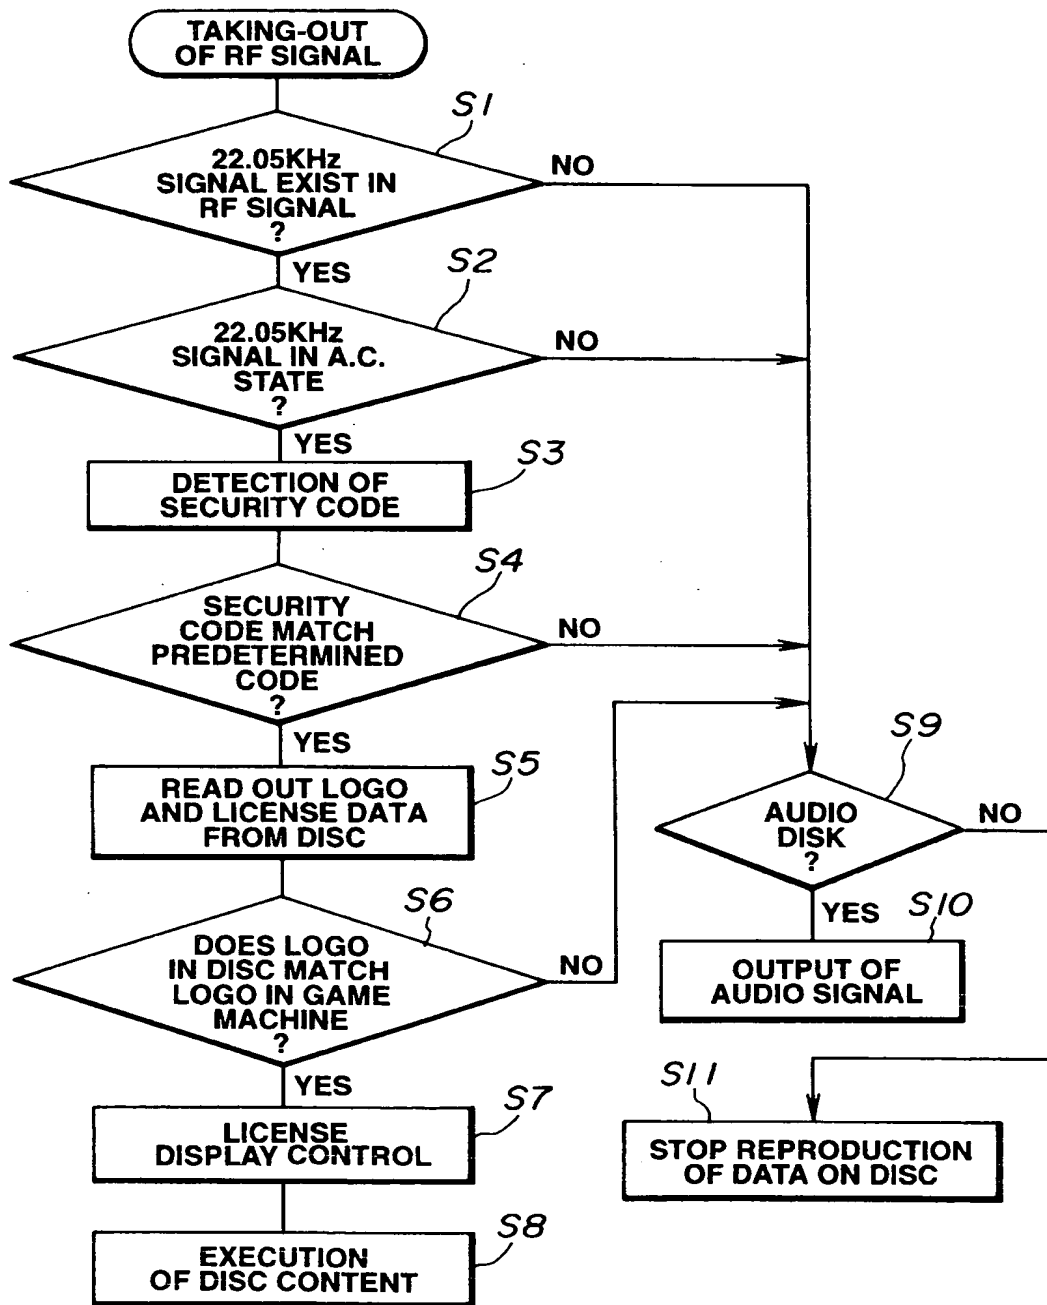 TAKING-OUT
OF RF SIGNAL
S1
22.05KHz
SIGNAL EXIST IN
RF SIGNAL
?
NO
YES
S2
22.05KHz
SIGNAL IN A.C.
STATE
?
NO
YES
S3
DETECTION OF
SECURITY CODE
S4
SECURITY
CODE MATCH
PREDETERMINED
CODE
?
NO
YES
S5
READ OUT LOGO
AND LICENSE DATA
FROM DISC
S6
DOES LOGO
IN DISC MATCH
LOGO IN GAME
MACHINE
?
NO
YES
S7
LICENSE
DISPLAY CONTROL
S8
EXECUTION
OF DISC CONTENT
S9
AUDIO
DISK
?
NO
YES
S10
OUTPUT OF
AUDIO SIGNAL
S11
STOP REPRODUCTION
OF DATA ON DISC